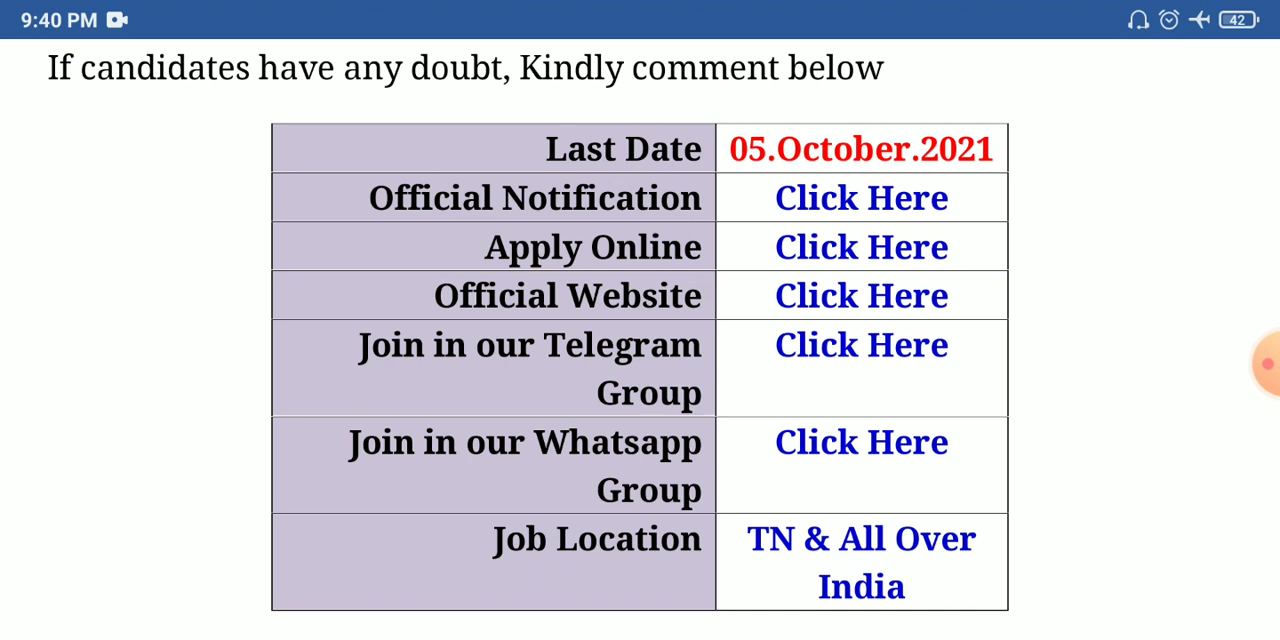 9:40 PM
42
If candidates have any doubt, Kindly comment below
Last Date 05.October.2021
Official Notification Click Here
Apply Online Click Here
Official Website Click Here
Join in our Telegram Click Here
Group
Join in our Whatsapp Click Here
Group
Job Location TN & All Over
India